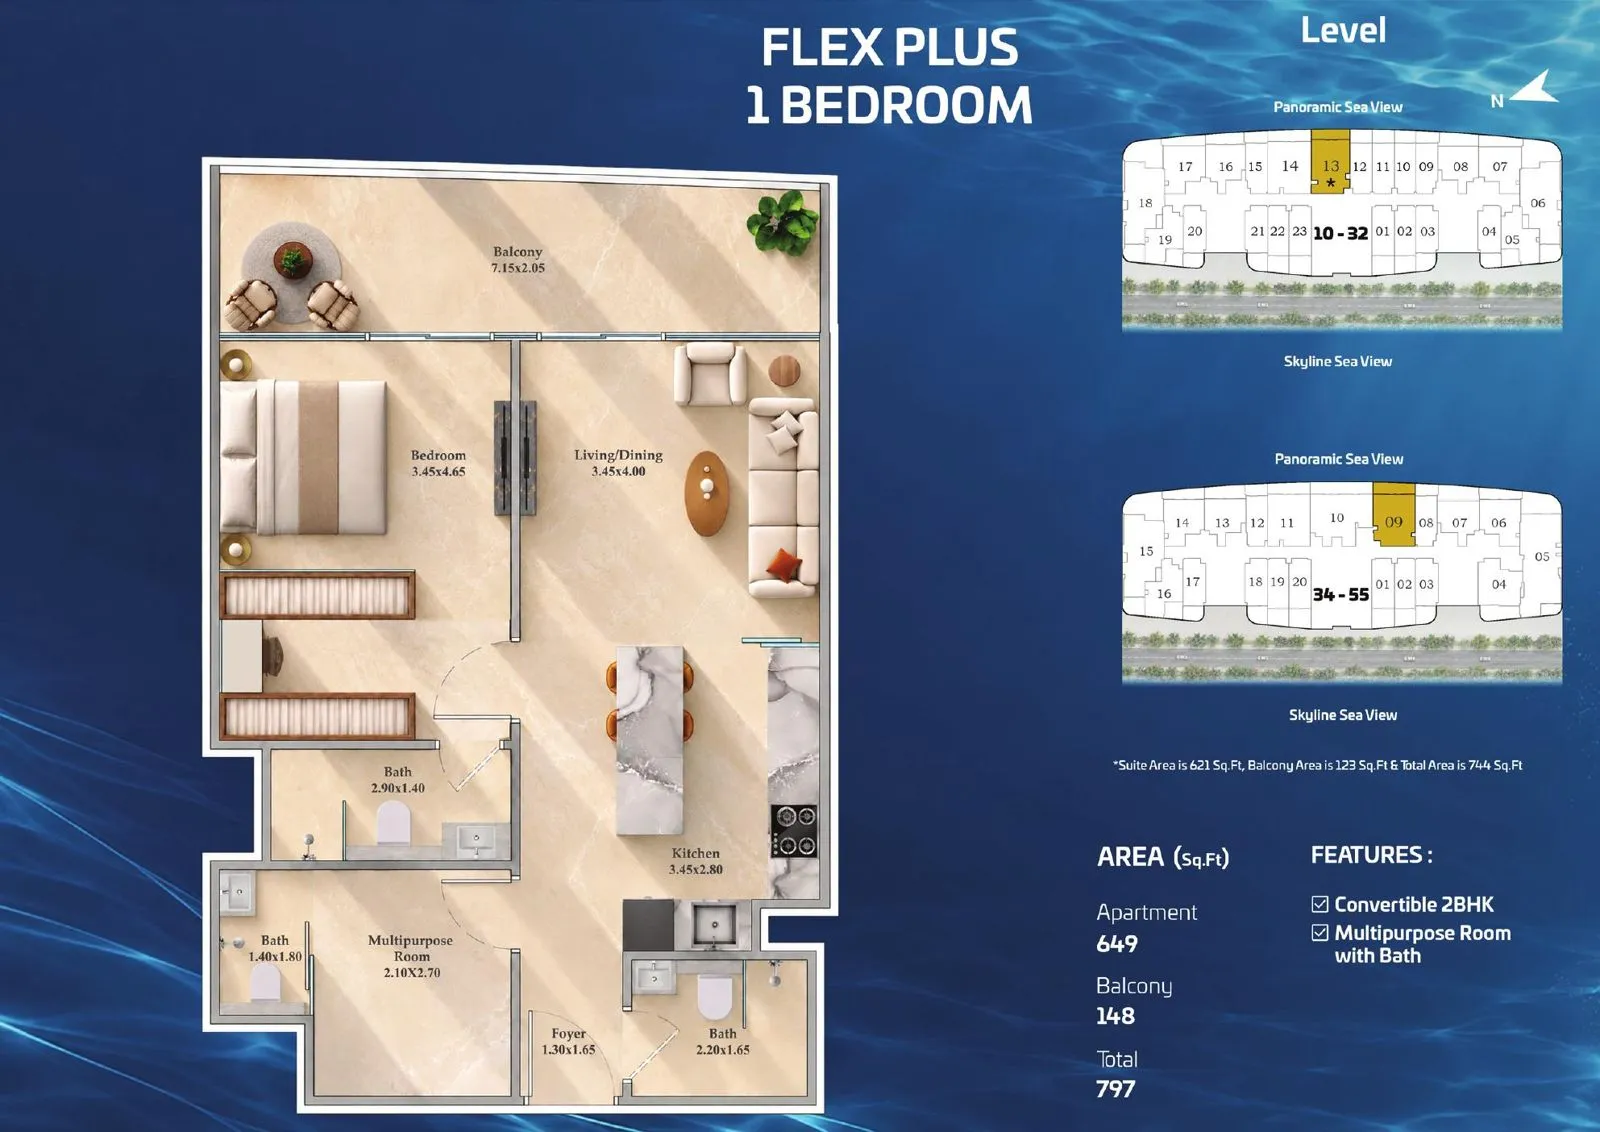 FLEX PLUS
1 BEDROOM
Balcony
7.15x2.05
Bedroom
3.45x4.65
Living/Dining
3.45x4.00
Bath
2.90x1.40
Kitchen
3.45x2.80
Bath
1.40x1.80
Multipurpose
Room
2.10X2.70
Foyer
1.30x1.65
Bath
2.20x1.65
Level
N
Panoramic Sea View
17 16 15 14 13 12 11 10 09 08 07
*
18 06
19 20 21 22 23 10 - 32 01 02 03 04 05
Skyline Sea View
Panoramic Sea View
14 13 12 11 10 09 08 07 06
15 05
16 17 18 19 20 34 - 55 01 02 03 04
Skyline Sea View
*Suite Area is 621 Sq.Ft, Balcony Area is 123 Sq.Ft & Total Area is 744 Sq.Ft
AREA (Sq.Ft)
Apartment
649
Balcony
148
Total
797
FEATURES :
Convertible 2BHK
Multipurpose Room
with Bath